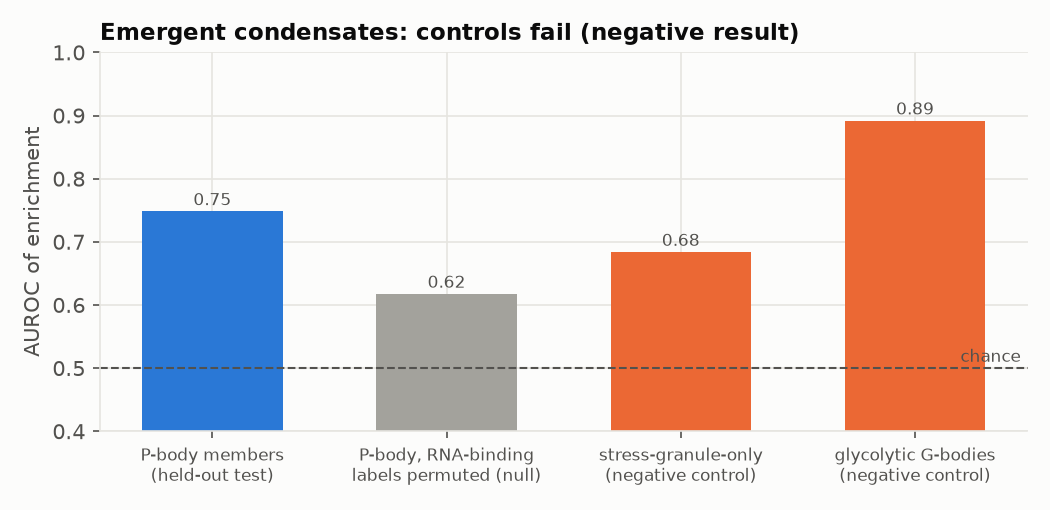 Emergent condensates: controls fail (negative result)
AUROC of enrichment
1.0
0.9
0.8
0.7
0.6
0.5
0.4
0.75
0.62
0.68
0.89
chance
P-body members
(held-out test)
P-body, RNA-binding
labels permuted (null)
stress-granule-only
(negative control)
glycolytic G-bodies
(negative control)